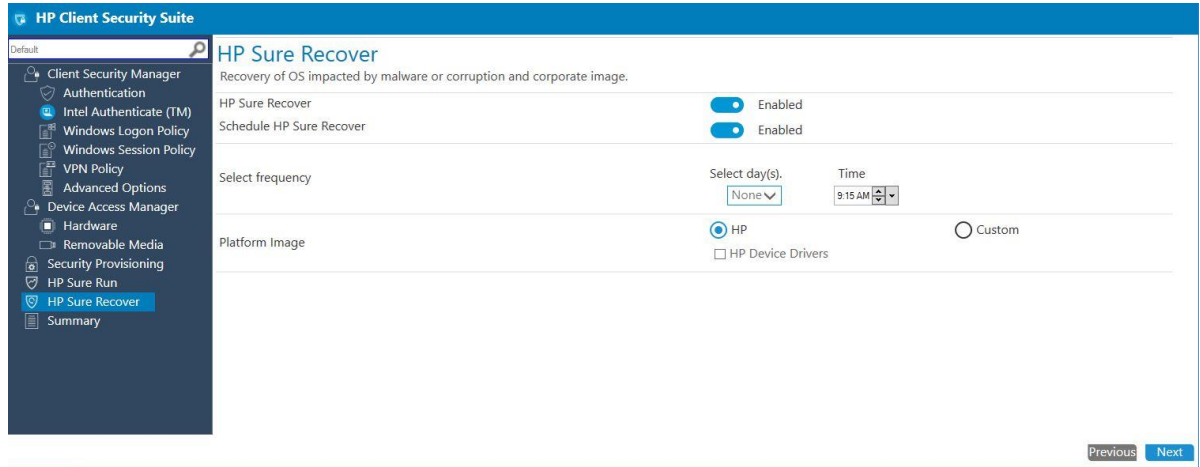 HP Client Security Suite
Default
Client Security Manager
Authentication
Intel Authenticate (TM)
Windows Logon Policy
Windows Session Policy
VPN Policy
Advanced Options
Device Access Manager
Hardware
Removable Media
Security Provisioning
HP Sure Run
HP Sure Recover
Summary
HP Sure Recover
Recovery of OS impacted by malware or corruption and corporate image.
HP Sure Recover Enabled
Schedule HP Sure Recover Enabled
Select day(s). Time
Select frequency
None 9:15 AM
HP Custom
Platform Image
HP Device Drivers
Previous Next